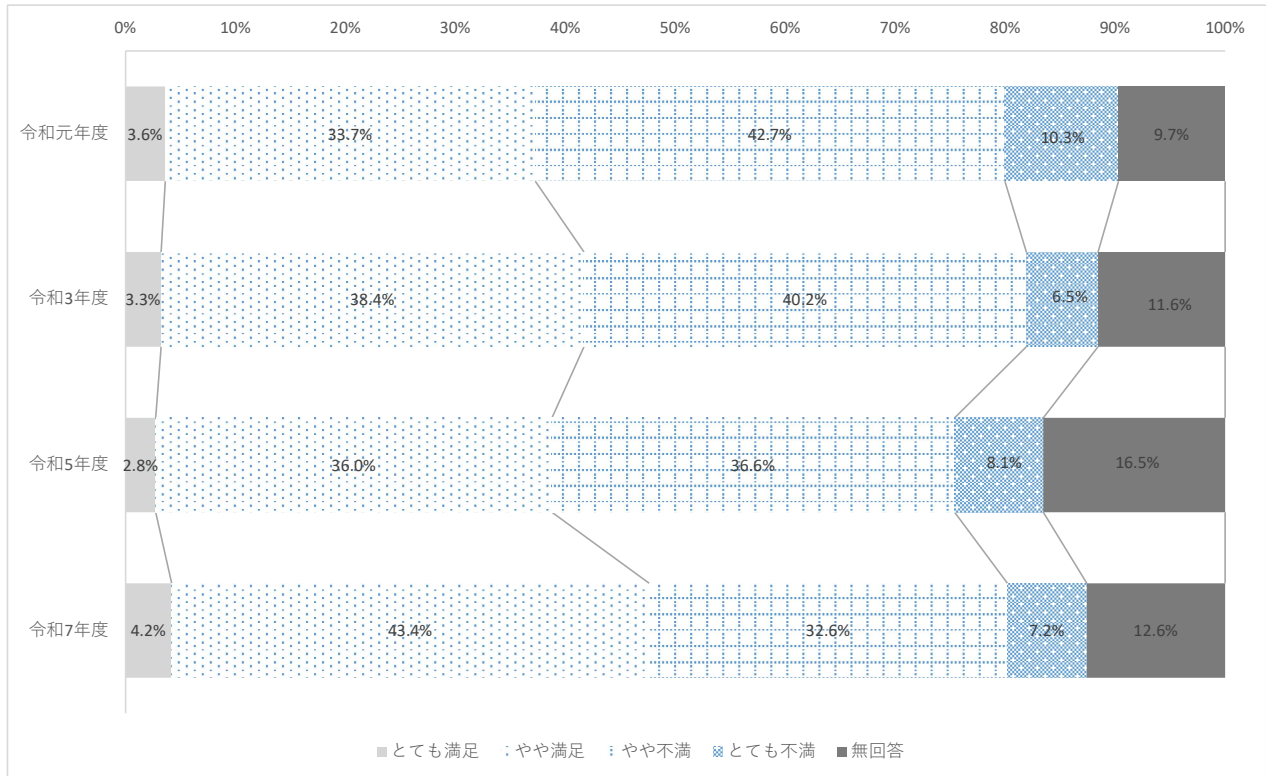 0% 10% 20% 30% 40% 50% 60% 70% 80% 90% 100%
令和元年度 3.6% 33.7% 42.7% 10.3% 9.7%
令和3年度 3.3% 38.4% 40.2% 6.5% 11.6%
令和5年度 2.8% 36.0% 36.6% 8.1% 16.5%
令和7年度 4.2% 43.4% 32.6% 7.2% 12.6%
とても満足 やや満足 やや不満 とても不満 無回答